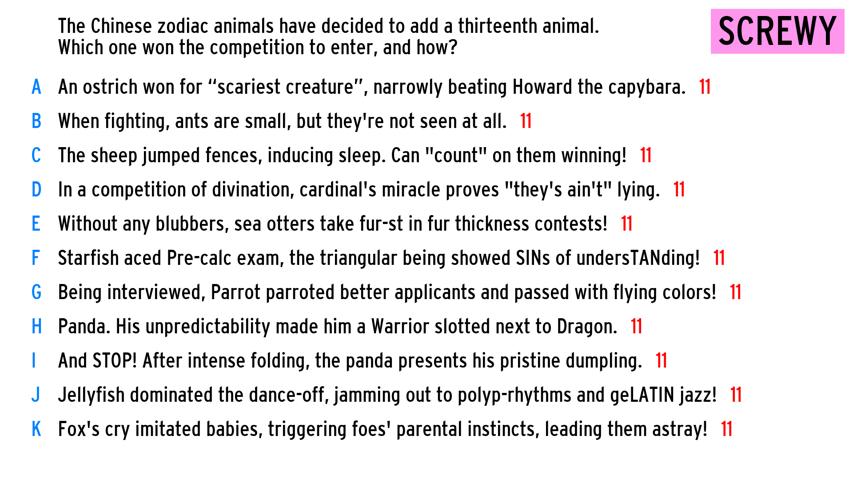 The Chinese zodiac animals have decided to add a thirteenth animal.
Which one won the competition to enter, and how?
SCREWY
A An ostrich won for “scariest creature”, narrowly beating Howard the capybara. 11
B When fighting, ants are small, but they're not seen at all. 11
C The sheep jumped fences, inducing sleep. Can "count" on them winning! 11
D In a competition of divination, cardinal's miracle proves "they's ain't" lying. 11
E Without any blubbers, sea otters take fur-st in fur thickness contests! 11
F Starfish aced Pre-calc exam, the triangular being showed SINs of undersTANding! 11
G Being interviewed, Parrot parroted better applicants and passed with flying colors! 11
H Panda. His unpredictability made him a Warrior slotted next to Dragon. 11
I And STOP! After intense folding, the panda presents his pristine dumpling. 11
J Jellyfish dominated the dance-off, jamming out to polyp-rhythms and geLATIN jazz! 11
K Fox's cry imitated babies, triggering foes' parental instincts, leading them astray! 11